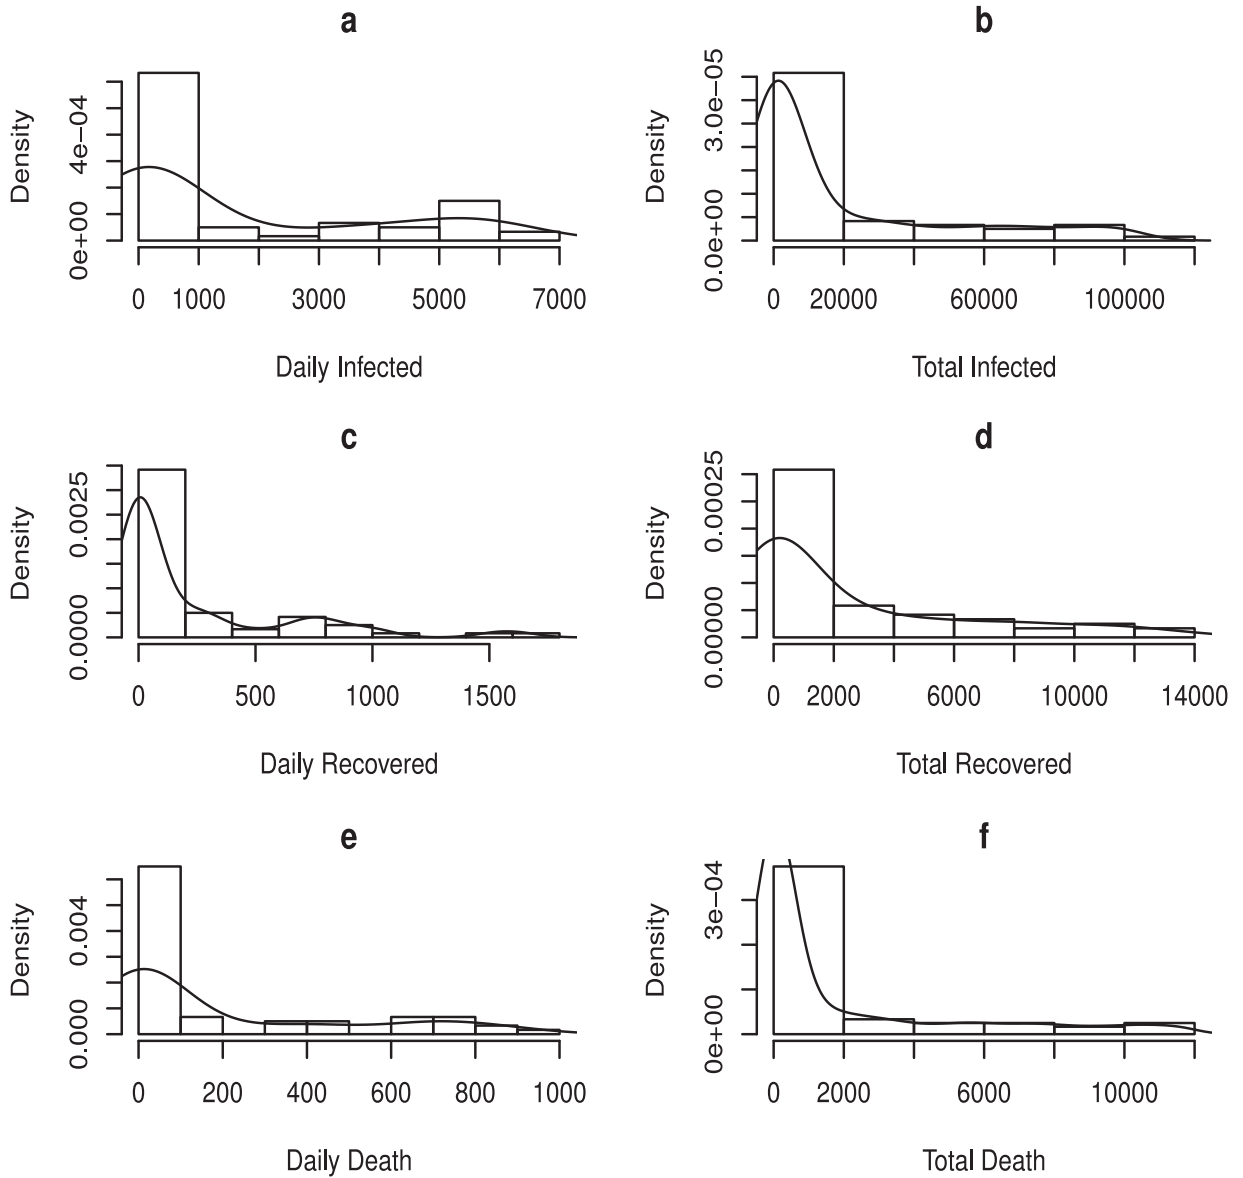 a
Density
0e+00 4e−04
0 1000 3000 5000 7000
Daily Infected
b
Density
0.0e+00 3.0e−05
0 20000 60000 100000
Total Infected
c
Density
0.0000 0.0025
0 500 1000 1500
Daily Recovered
d
Density
0.00000 0.00025
0 2000 6000 10000 14000
Total Recovered
e
Density
0.000 0.004
0 200 400 600 800 1000
Daily Death
f
Density
0e+00 3e−04
0 2000 6000 10000
Total Death